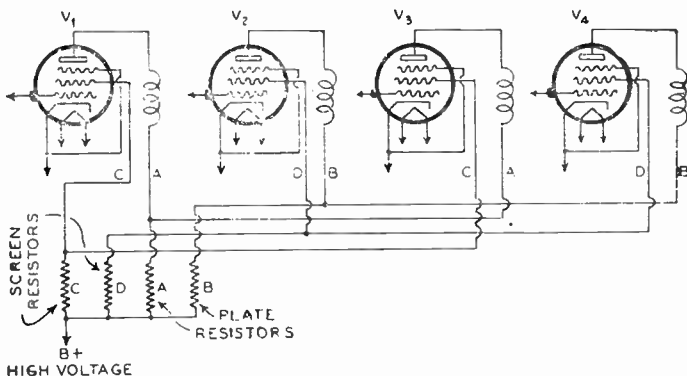 V1 V2 V3 V4
C A D B C A D B
SCREEN
RESISTORS
C D A B
PLATE
RESISTORS
B+
HIGH VOLTAGE